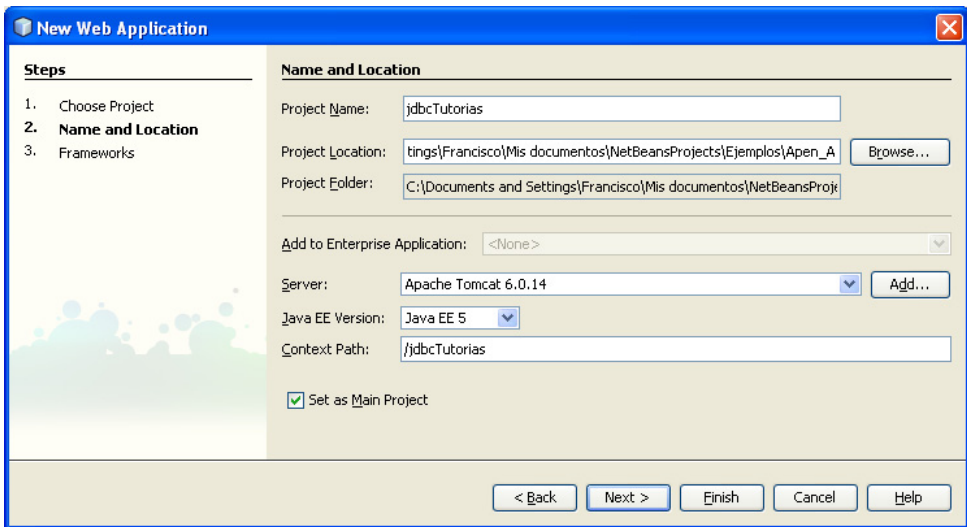 New Web Application
Steps
1. Choose Project
2. Name and Location
3. Frameworks
Name and Location
Project Name: jdbcTutorias
Project Location: tings\Francisco\Mis documentos\NetBeansProjects\Ejemplos\Apen_A Browse...
Project Folder: C:\Documents and Settings\Francisco\Mis documentos\NetBeansProje
Add to Enterprise Application: <None>
Server: Apache Tomcat 6.0.14 Add...
Java EE Version: Java EE 5
Context Path: /jdbcTutorias
Set as Main Project
< Back Next > Finish Cancel Help